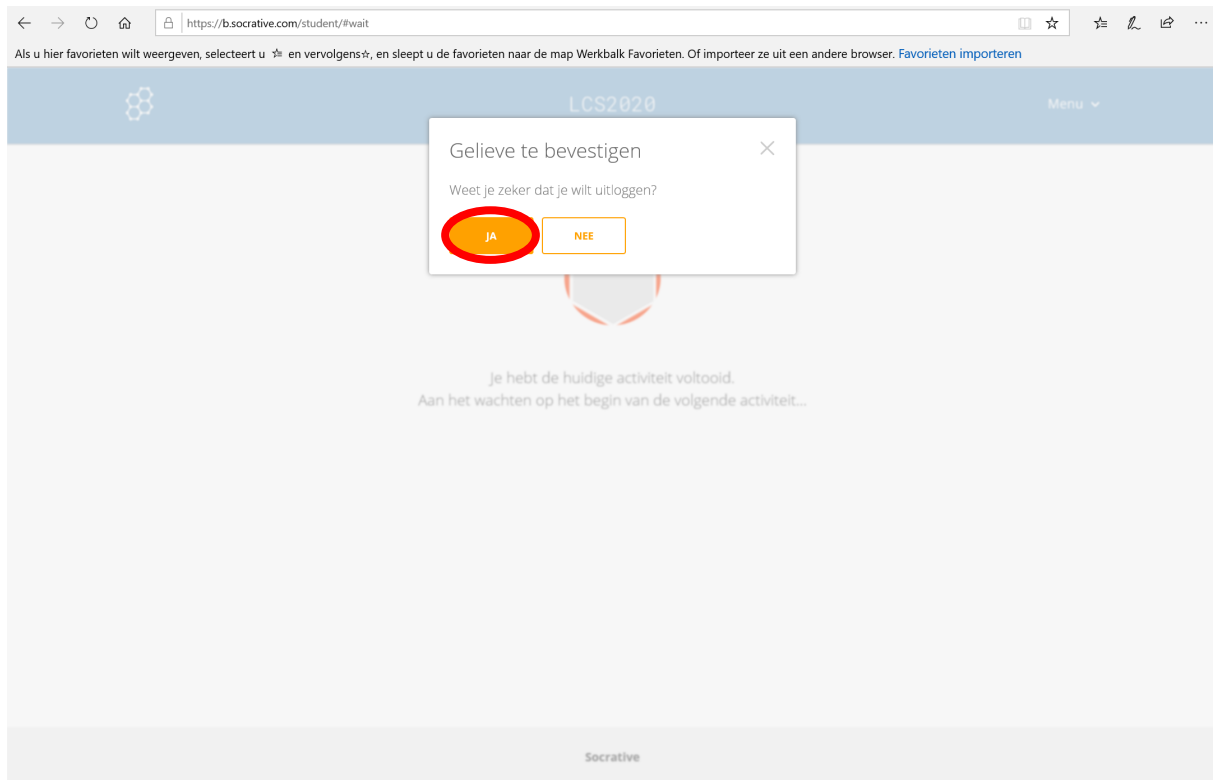 https://b.socrative.com/student/#wait
Als u hier favorieten wilt weergeven, selecteert u en vervolgens, en sleept u de favorieten naar de map Werkbalk Favorieten. Of importeer ze uit een andere browser. Favorieten importeren
LCS2020
Menu
Gelieve te bevestigen
Weet je zeker dat je wilt uitloggen?
JA NEE
Je hebt de huidige activiteit voltooid.
Aan het wachten op het begin van de volgende activiteit...
Socrative